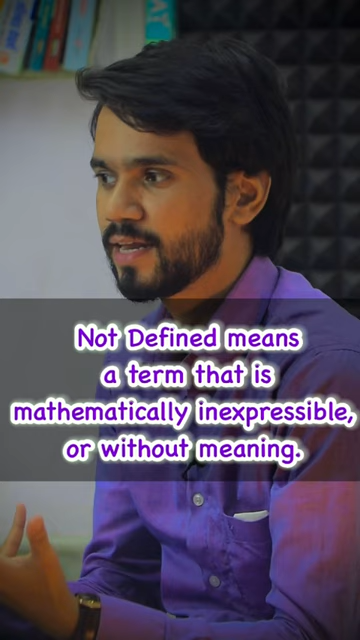 Not Defined means
a term that is
mathematically inexpressible,
or without meaning.